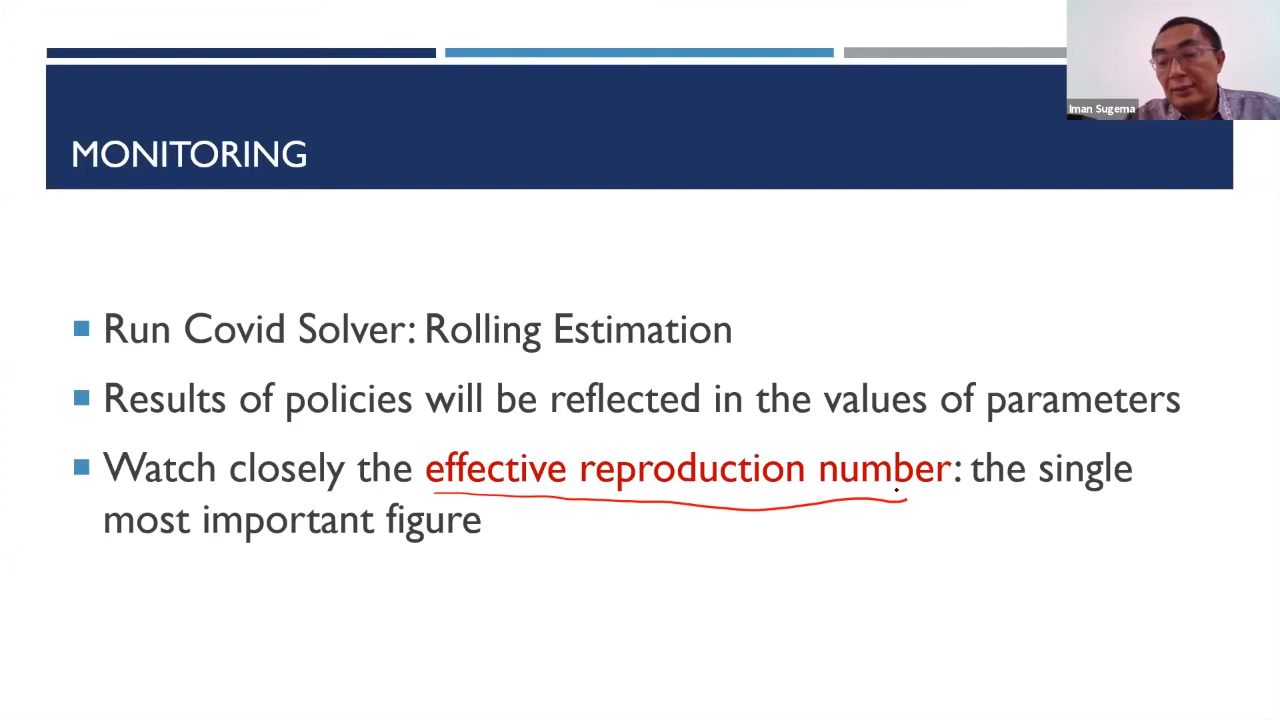 Iman Sugema
MONITORING
Run Covid Solver: Rolling Estimation
Results of policies will be reflected in the values of parameters
Watch closely the effective reproduction number: the single
most important figure